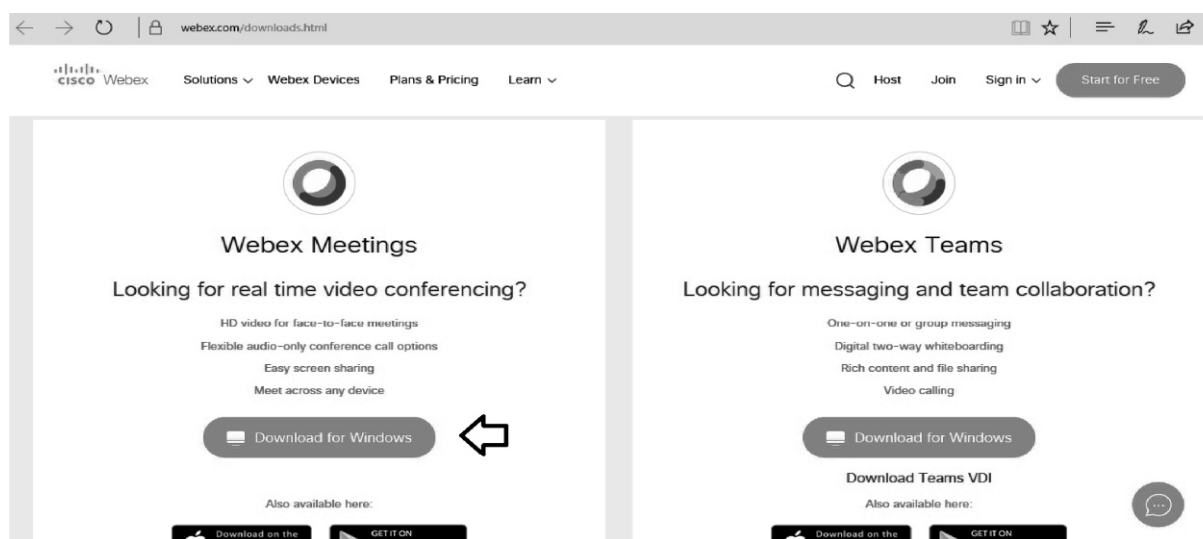 webex.com/downloads.html
cisco Webex Solutions Webex Devices Plans & Pricing Learn Host Join Sign in Start for Free
Webex Meetings
Looking for real time video conferencing?
HD video for face-to-face meetings
Flexible audio-only conference call options
Easy screen sharing
Meet across any device
Download for Windows
Also available here:
Download on the
GET IT ON
Webex Teams
Looking for messaging and team collaboration?
One-on-one or group messaging
Digital two-way whiteboarding
Rich content and file sharing
Video calling
Download for Windows
Download Teams VDI
Also available here:
Download on the
GET IT ON